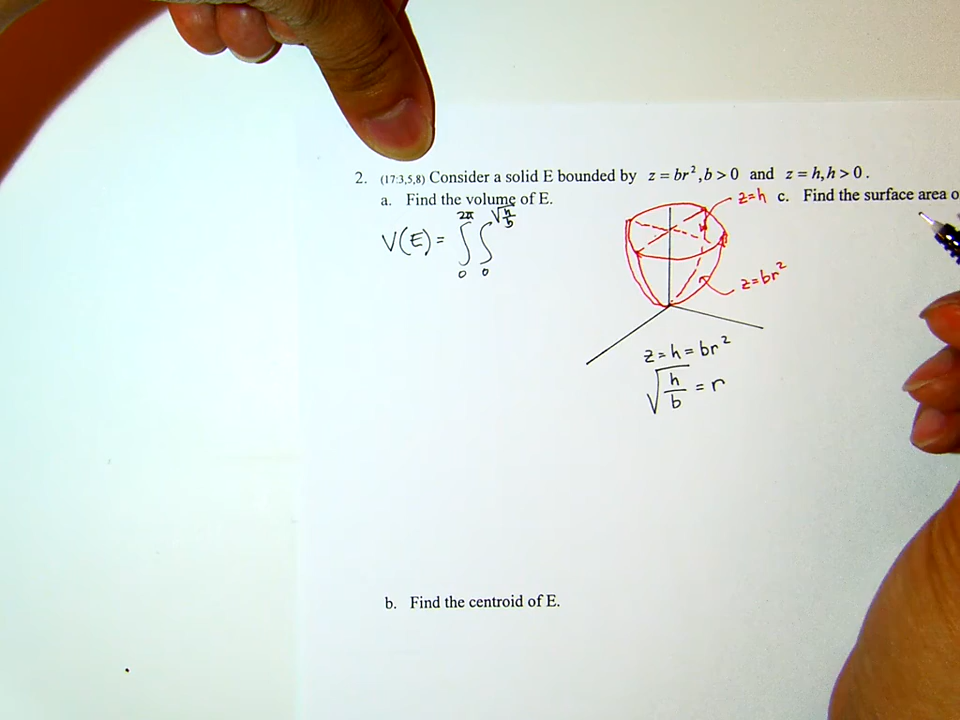 2. (17:3,5,8) Consider a solid E bounded by z = br², b > 0 and z = h, h > 0.
a. Find the volume of E.
c. Find the surface area o
V(E) = ∫₀^2π ∫₀^√(h/b)
z=h
z=br²
z=h=br²
√(h/b) = r
b. Find the centroid of E.